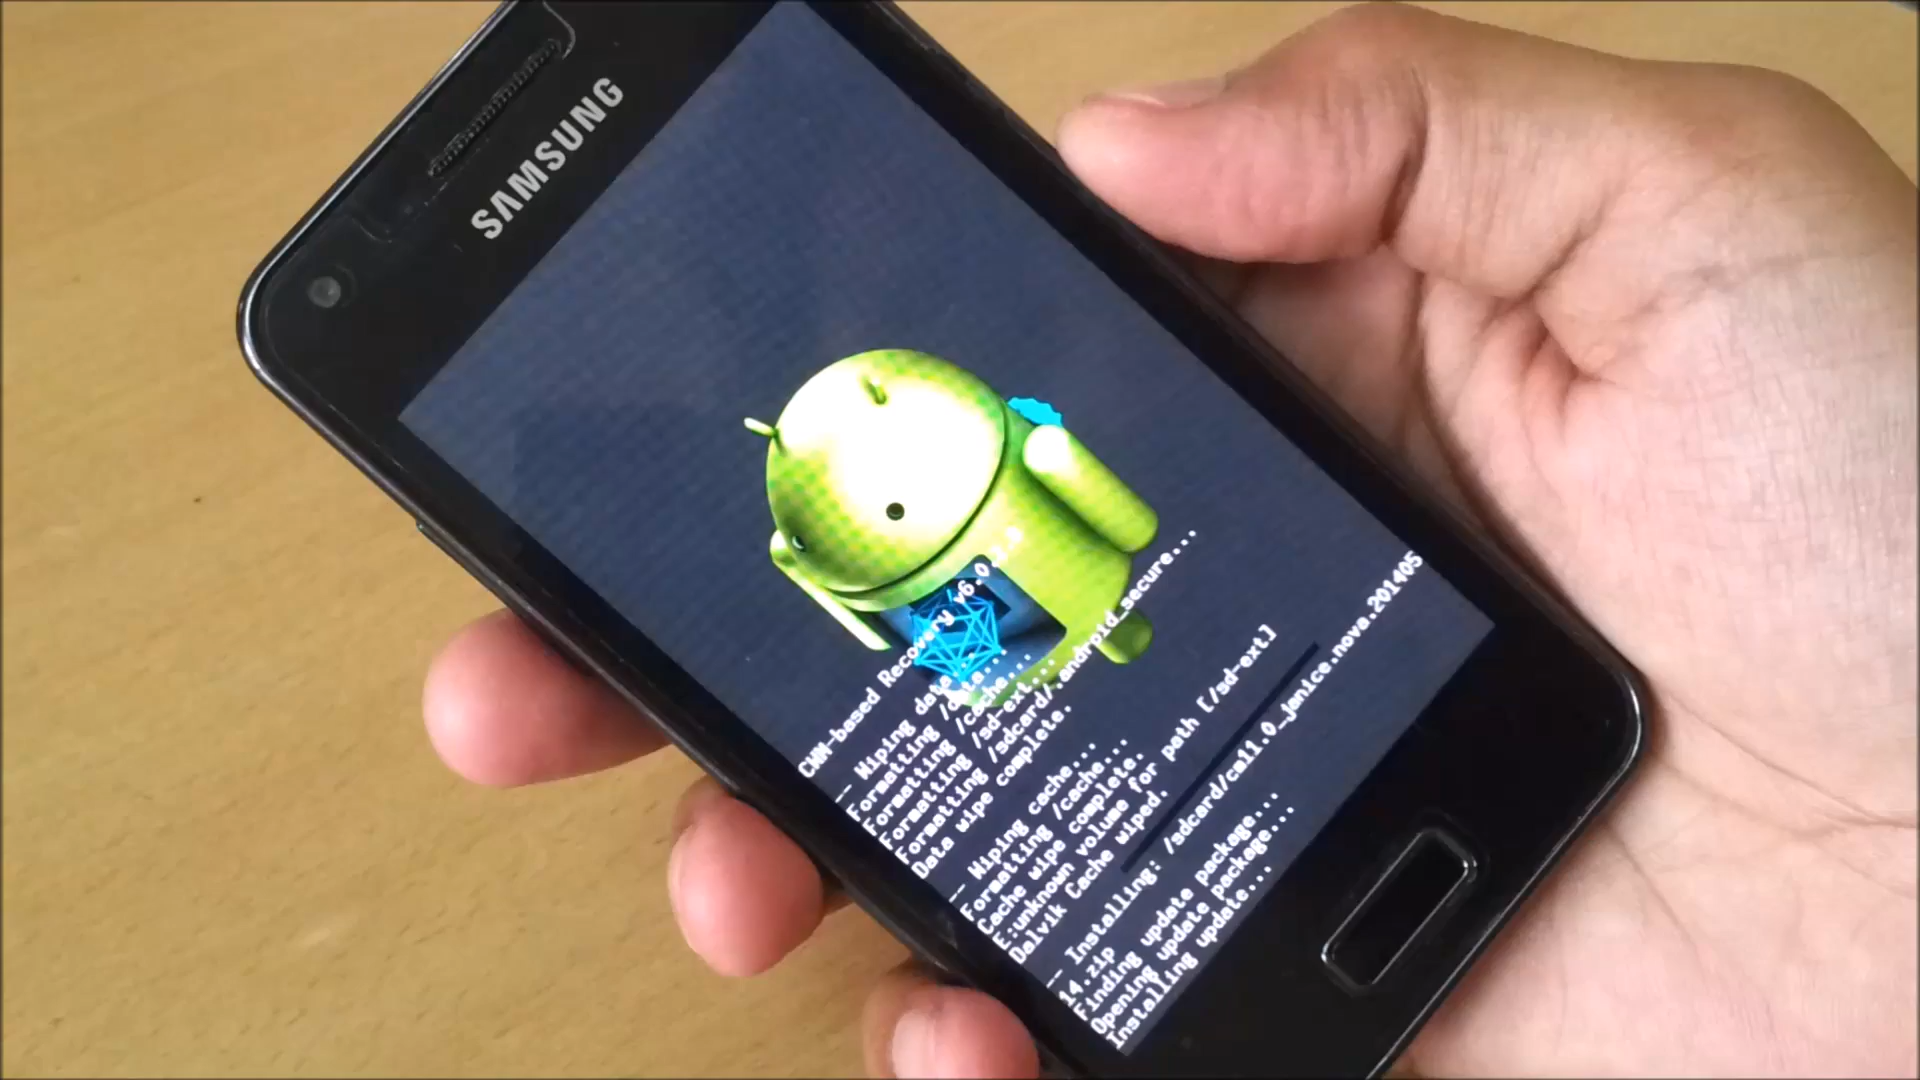 SAMSUNG
CWM-based Recovery v6.0
-- Wiping data...
Formatting /data...
Formatting /cache...
Formatting /sd-ext...
Formatting /sdcard/.android_secure...
Data wipe complete.
-- Wiping cache...
Formatting /cache...
Cache wipe complete.
E:unknown volume for path [/sd-ext]
Dalvik Cache wiped.
-- Installing: /sdcard/cm11.0_janice.nova.201405
14.zip
Finding update package...
Opening update package...
Installing update...